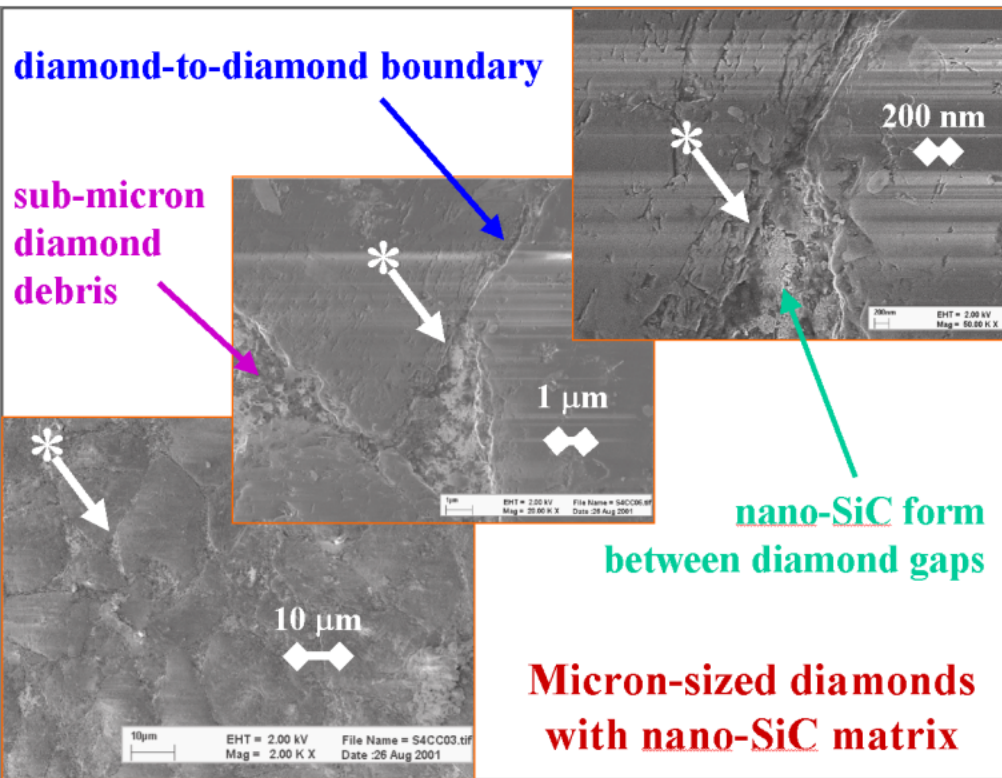 diamond-to-diamond boundary
sub-micron
diamond
debris
*
200 nm
200nm
EHT = 2.00 kV
Mag = 50.00 K X
*
1 μm
1μm
EHT = 2.00 kV File Name = S4CC06.tif
Mag = 20.00 K X Date :26 Aug 2001
nano-SiC form
between diamond gaps
*
10 μm
10μm
EHT = 2.00 kV File Name = S4CC03.tif
Mag = 2.00 K X Date :26 Aug 2001
Micron-sized diamonds
with nano-SiC matrix